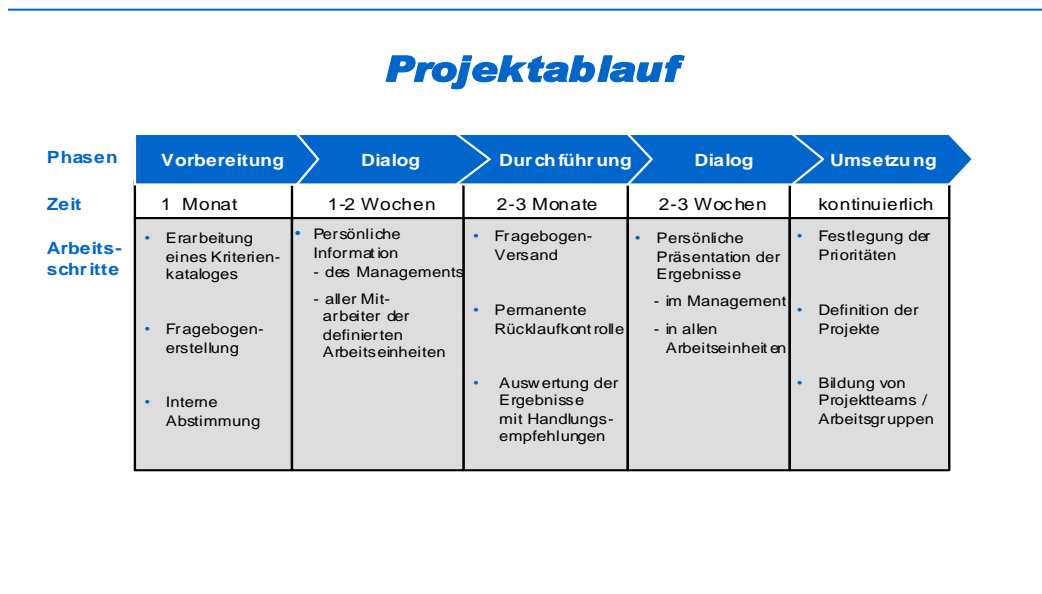 Projektablauf
Phasen
Vorbereitung
Dialog
Durchführung
Dialog
Umsetzung
Zeit
1 Monat
1-2 Wochen
2-3 Monate
2-3 Wochen
kontinuierlich
Arbeits-
schritte
• Erarbeitung
eines Kriterien-
kataloges
• Fragebogen-
erstellung
• Interne
Abstimmung
• Persönliche
Information
- des Managements
- aller Mit-
arbeiter der
definierten
Arbeitseinheiten
• Fragebogen-
Versand
• Permanente
Rücklaufkontrolle
• Auswertung der
Ergebnisse
mit Handlungs-
empfehlungen
• Persönliche
Präsentation der
Ergebnisse
- im Management
- in allen
Arbeitseinheiten
• Festlegung der
Prioritäten
• Definition der
Projekte
• Bildung von
Projektteams /
Arbeitsgruppen